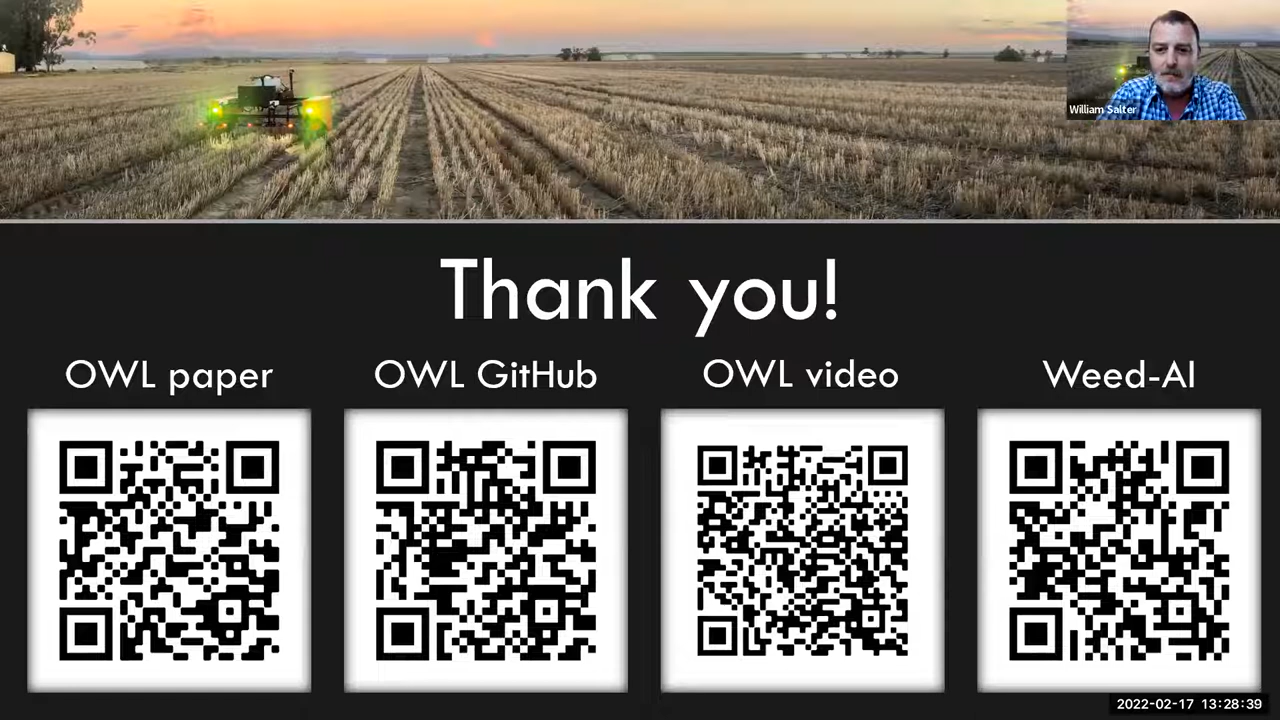 William Salter
Thank you!
OWL paper
OWL GitHub
OWL video
Weed-AI
2022-02-17 13:28:39